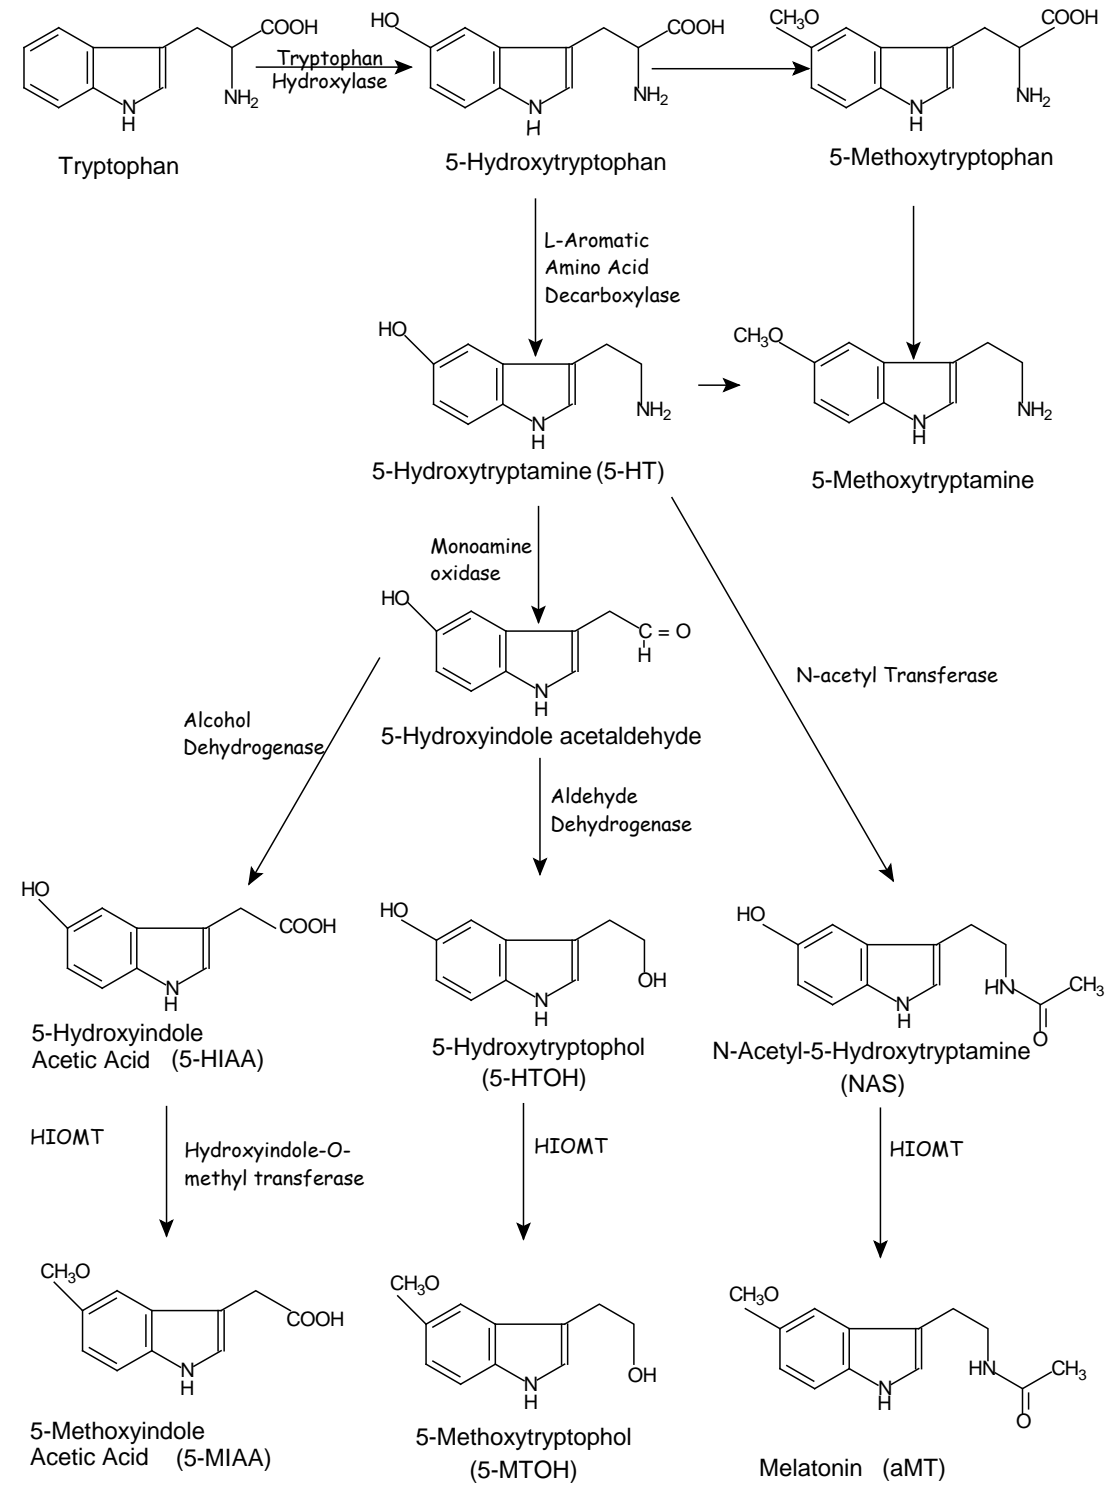 COOH
NH2
N
H
Tryptophan
Tryptophan
Hydroxylase
HO
COOH
NH2
N
H
5-Hydroxytryptophan
CH3O
COOH
NH2
N
H
5-Methoxytryptophan
L-Aromatic
Amino Acid
Decarboxylase
HO
NH2
N
H
5-Hydroxytryptamine (5-HT)
CH3O
NH2
N
H
5-Methoxytryptamine
Monoamine
oxidase
HO
C = O
H
N
H
5-Hydroxyindole acetaldehyde
N-acetyl Transferase
Alcohol
Dehydrogenase
Aldehyde
Dehydrogenase
HO
COOH
N
H
5-Hydroxyindole
Acetic Acid (5-HIAA)
HO
OH
N
H
5-Hydroxytryptophol
(5-HTOH)
HO
HN
CH3
O
N
H
N-Acetyl-5-Hydroxytryptamine
(NAS)
HIOMT
Hydroxyindole-O-
methyl transferase
HIOMT
HIOMT
CH3O
COOH
N
H
5-Methoxyindole
Acetic Acid (5-MIAA)
CH3O
OH
N
H
5-Methoxytryptophol
(5-MTOH)
CH3O
HN
CH3
O
N
H
Melatonin (aMT)